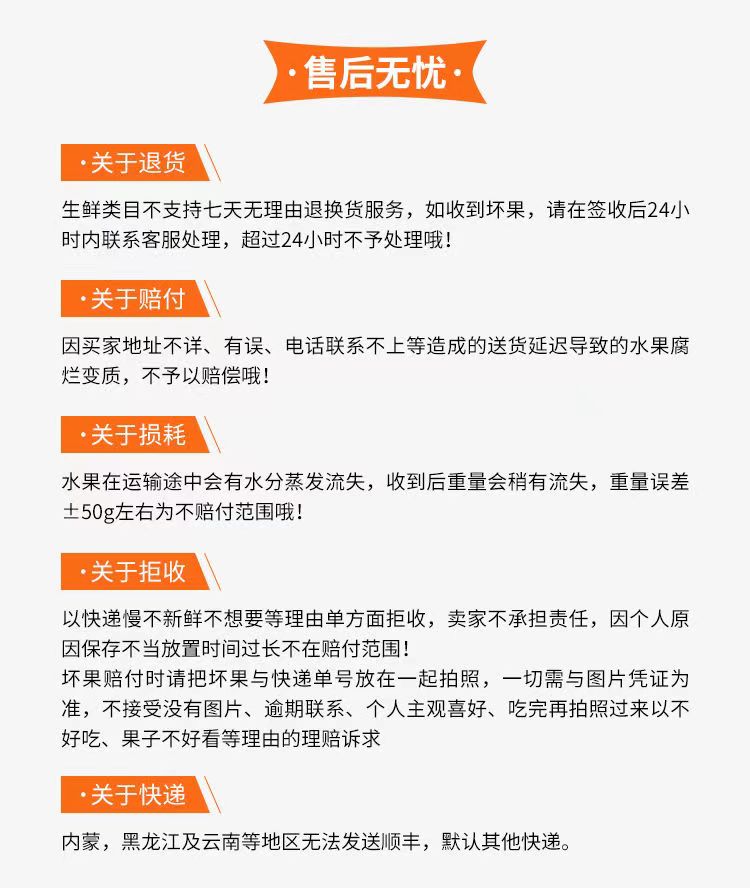 ·售后无忧·
·关于退货
生鲜类目不支持七天无理由退换货服务，如收到坏果，请在签收后24小
时内联系客服处理，超过24小时不予处理哦！
·关于赔付
因买家地址不详、有误、电话联系不上等造成的送货延迟导致的水果腐
烂变质，不予以赔偿哦！
·关于损耗
水果在运输途中会有水分蒸发流失，收到后重量会稍有流失，重量误差
±50g左右为不赔付范围哦！
·关于拒收
以快递慢不新鲜不想要等理由单方面拒收，卖家不承担责任，因个人原
因保存不当放置时间过长不在赔付范围！
坏果赔付时请把坏果与快递单号放在一起拍照，一切需与图片凭证为
准，不接受没有图片、逾期联系、个人主观喜好、吃完再拍照过来以不
好吃、果子不好看等理由的理赔诉求
·关于快递
内蒙，黑龙江及云南等地区无法发送顺丰，默认其他快递。